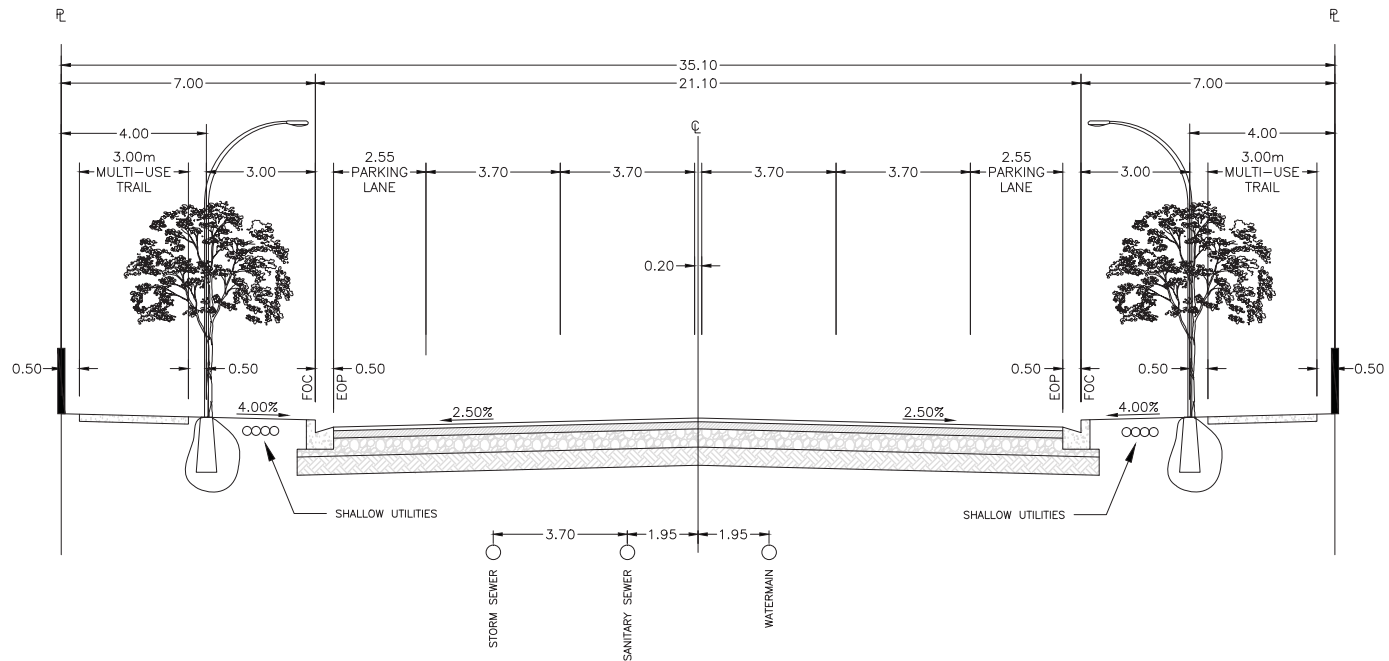 ℄ ℄
35.10
7.00 21.10 7.00
4.00 ℄ 4.00
3.00m
MULTI-USE
TRAIL
3.00
2.55
PARKING
LANE
3.70 3.70 3.70 3.70
2.55
PARKING
LANE
3.00
3.00m
MULTI-USE
TRAIL
0.20
0.50 0.50 FOC EOP 0.50 0.50 EOP FOC 0.50 0.50
4.00% 2.50% 2.50% 4.00%
SHALLOW UTILITIES SHALLOW UTILITIES
3.70 1.95 1.95
STORM SEWER
SANITARY SEWER
WATERMAIN